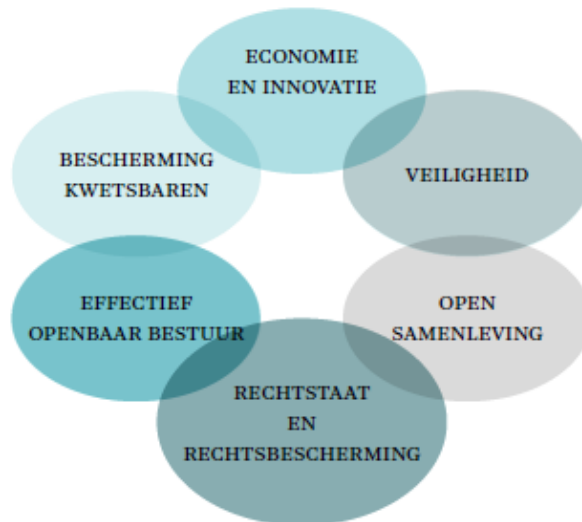 ECONOMIE
EN INNOVATIE
BESCHERMING
KWETSBAREN
VEILIGHEID
EFFECTIEF
OPENBAAR BESTUUR
OPEN
SAMENLEVING
RECHTSTAAT
EN
RECHTSBESCHERMING